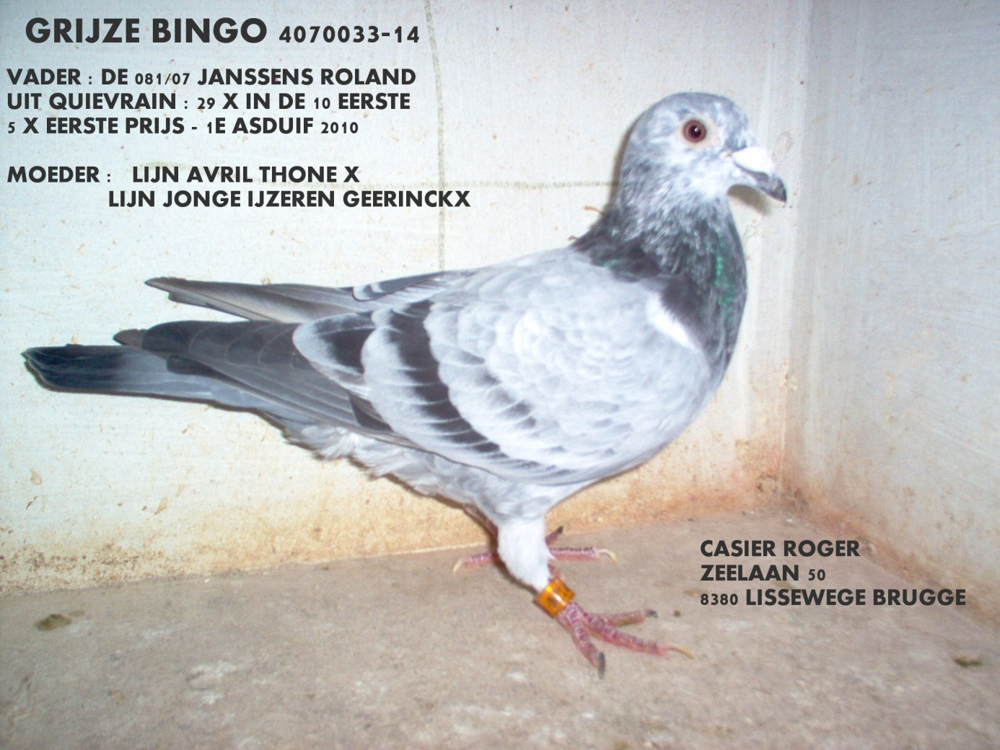 GRIJZE BINGO 4070033-14
VADER : DE 081/07 JANSSENS ROLAND
UIT QUIEVRAIN : 29 X IN DE 10 EERSTE
5 X EERSTE PRIJS - 1E ASDUIF 2010
MOEDER : LIJN AVRIL THONE X
LIJN JONGE IJZEREN GEERINCKX
CASIER ROGER
ZEELAAN 50
8380 LISSEWEGE BRUGGE